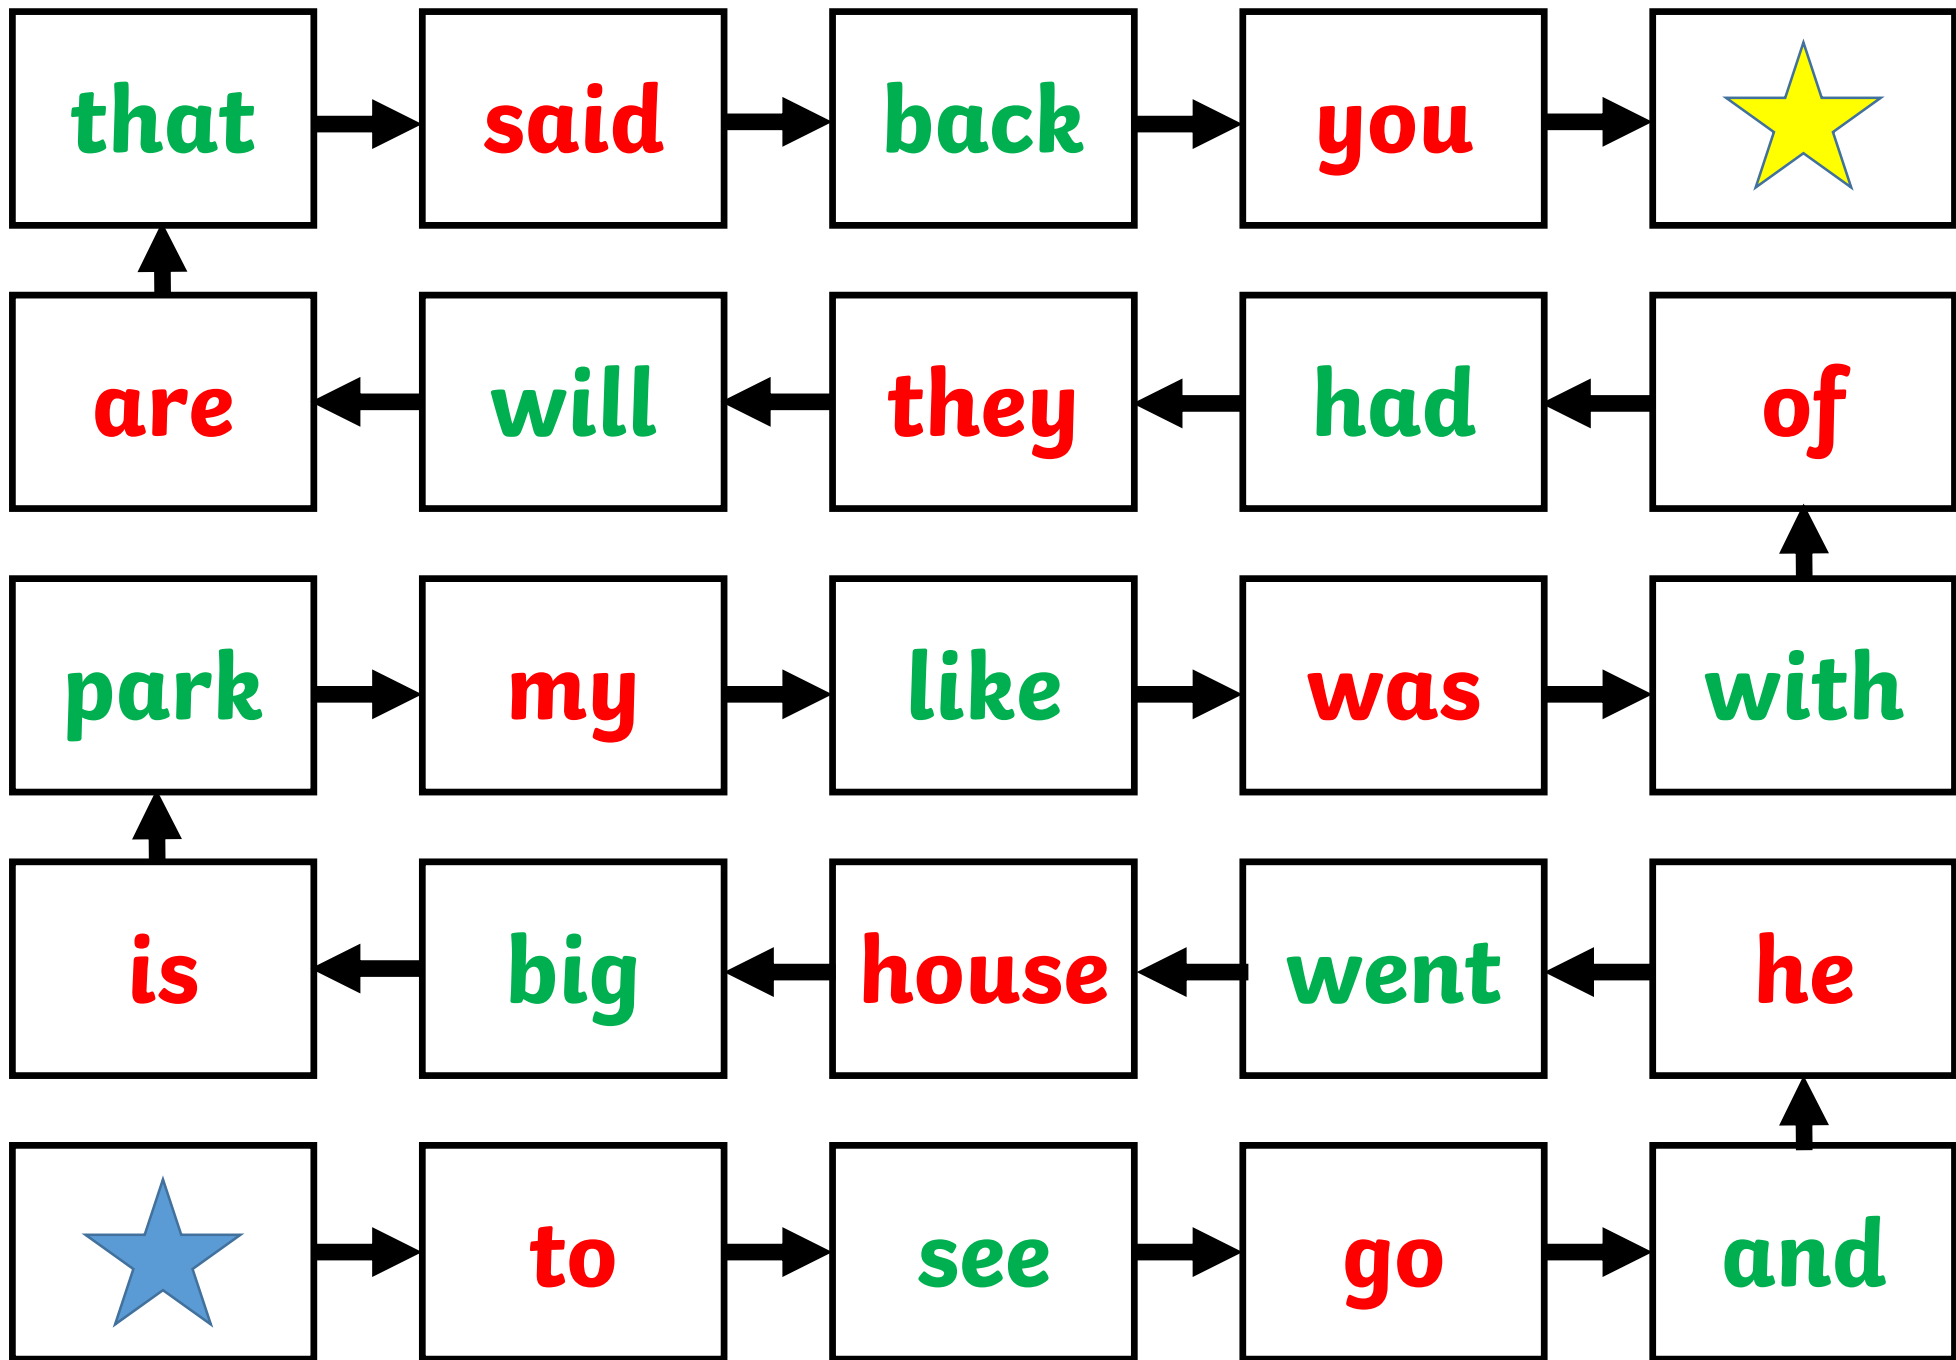 that said back you
are will they had of
park my like was with
is big house went he
to see go and